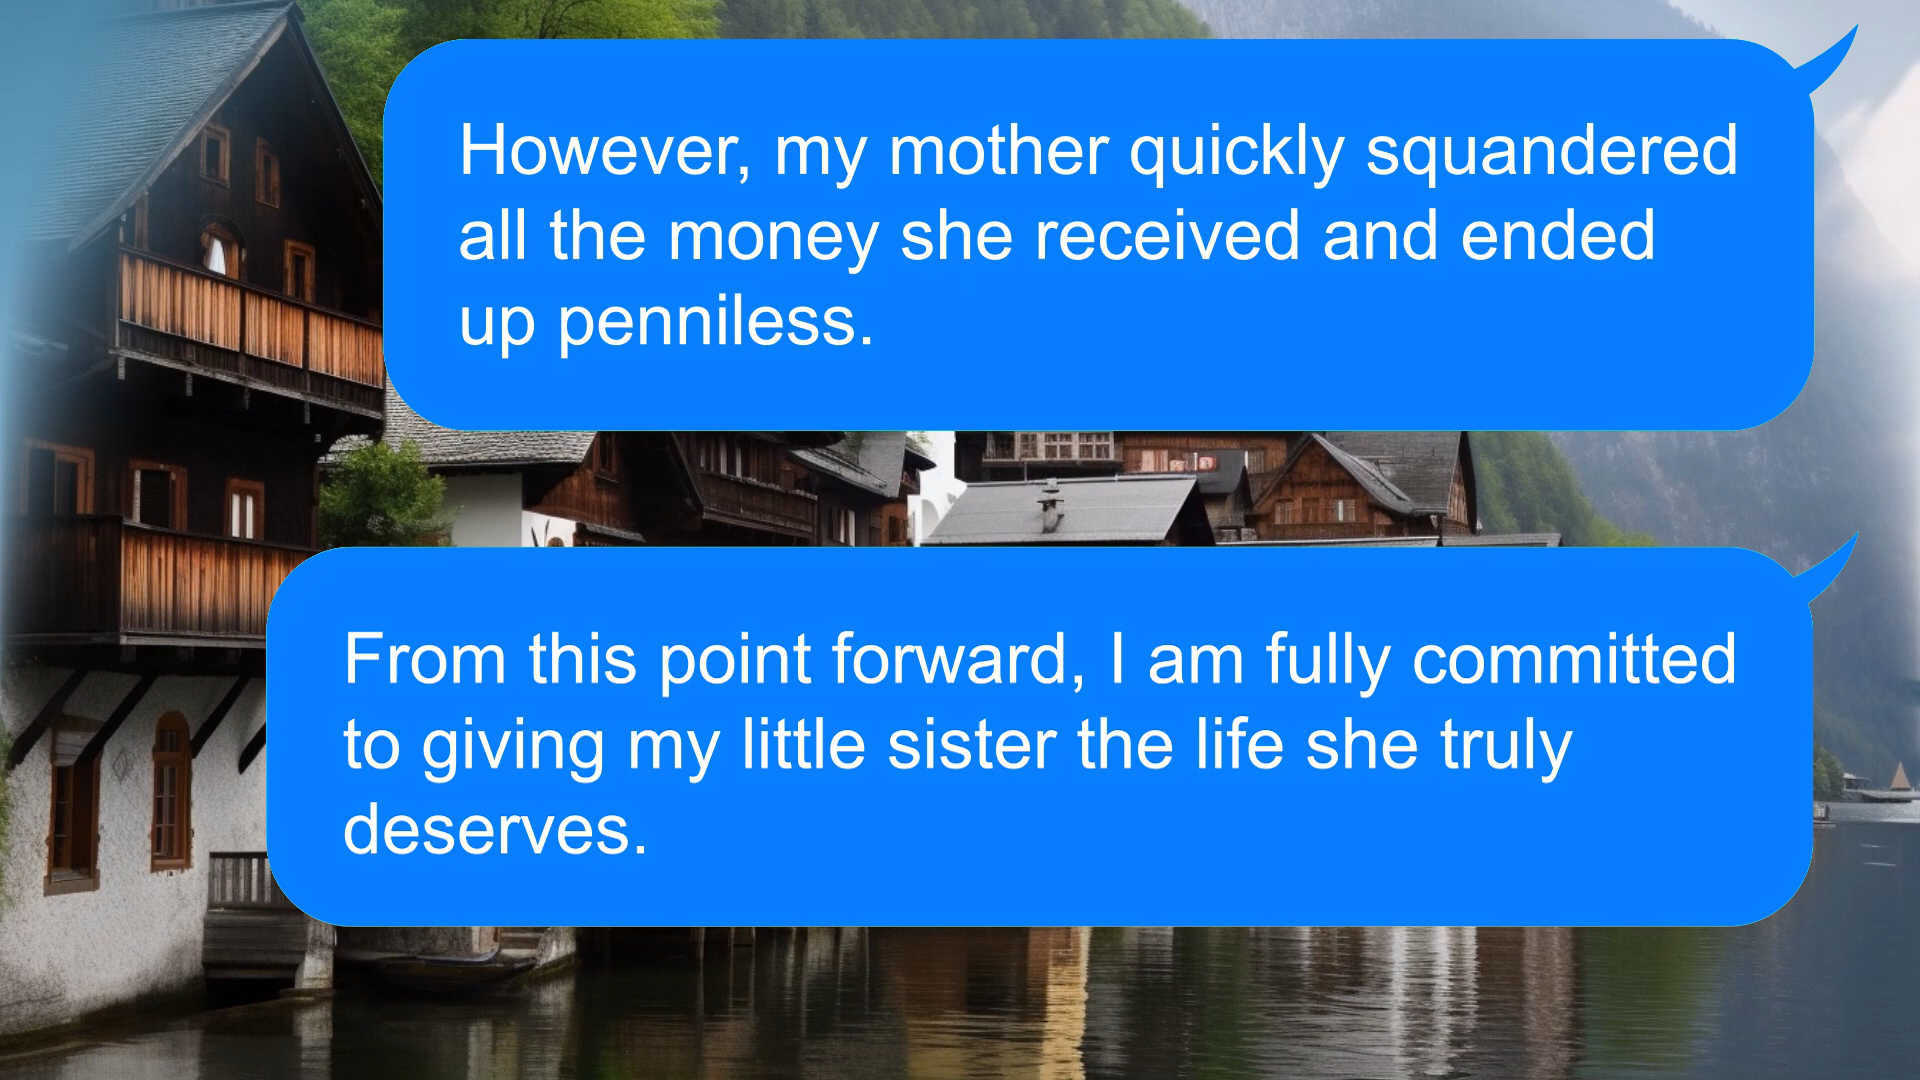 However, my mother quickly squandered
all the money she received and ended
up penniless.
From this point forward, I am fully committed
to giving my little sister the life she truly
deserves.